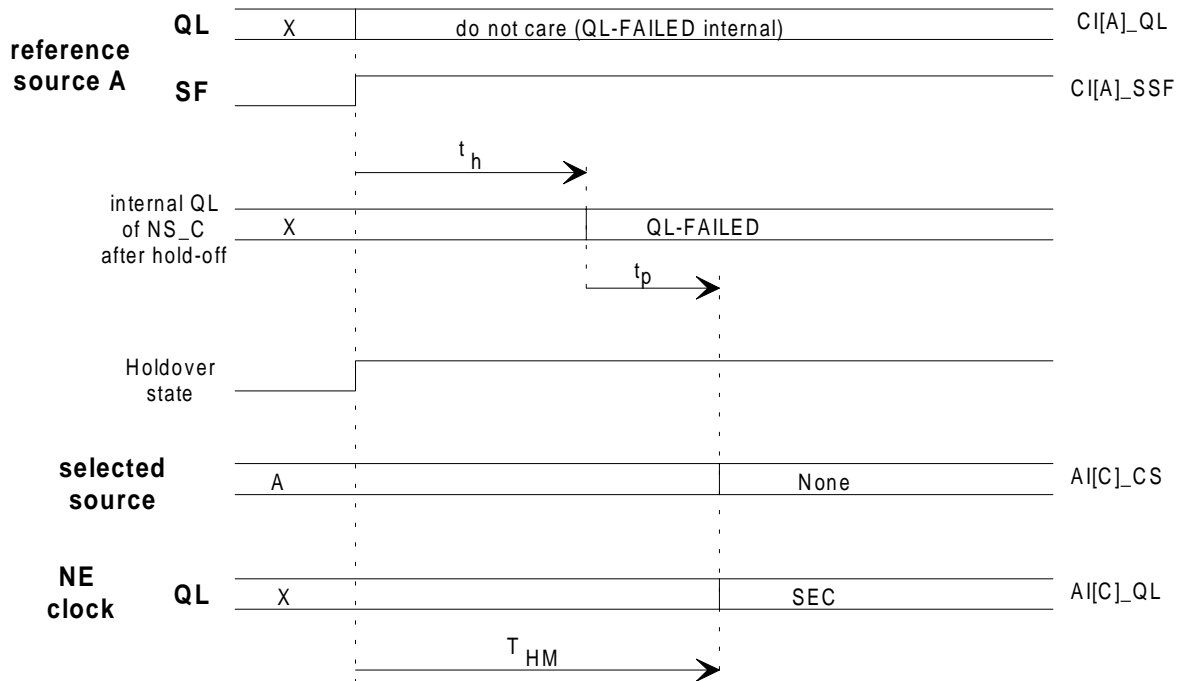 reference
source A
QL
X
do not care (QL-FAILED internal)
CI[A]_QL
SF
CI[A]_SSF
t h
internal QL
of NS_C
after hold-off
X
QL-FAILED
tp
Holdover
state
selected
source
A
None
AI[C]_CS
NE
clock
QL
X
SEC
AI[C]_QL
T HM